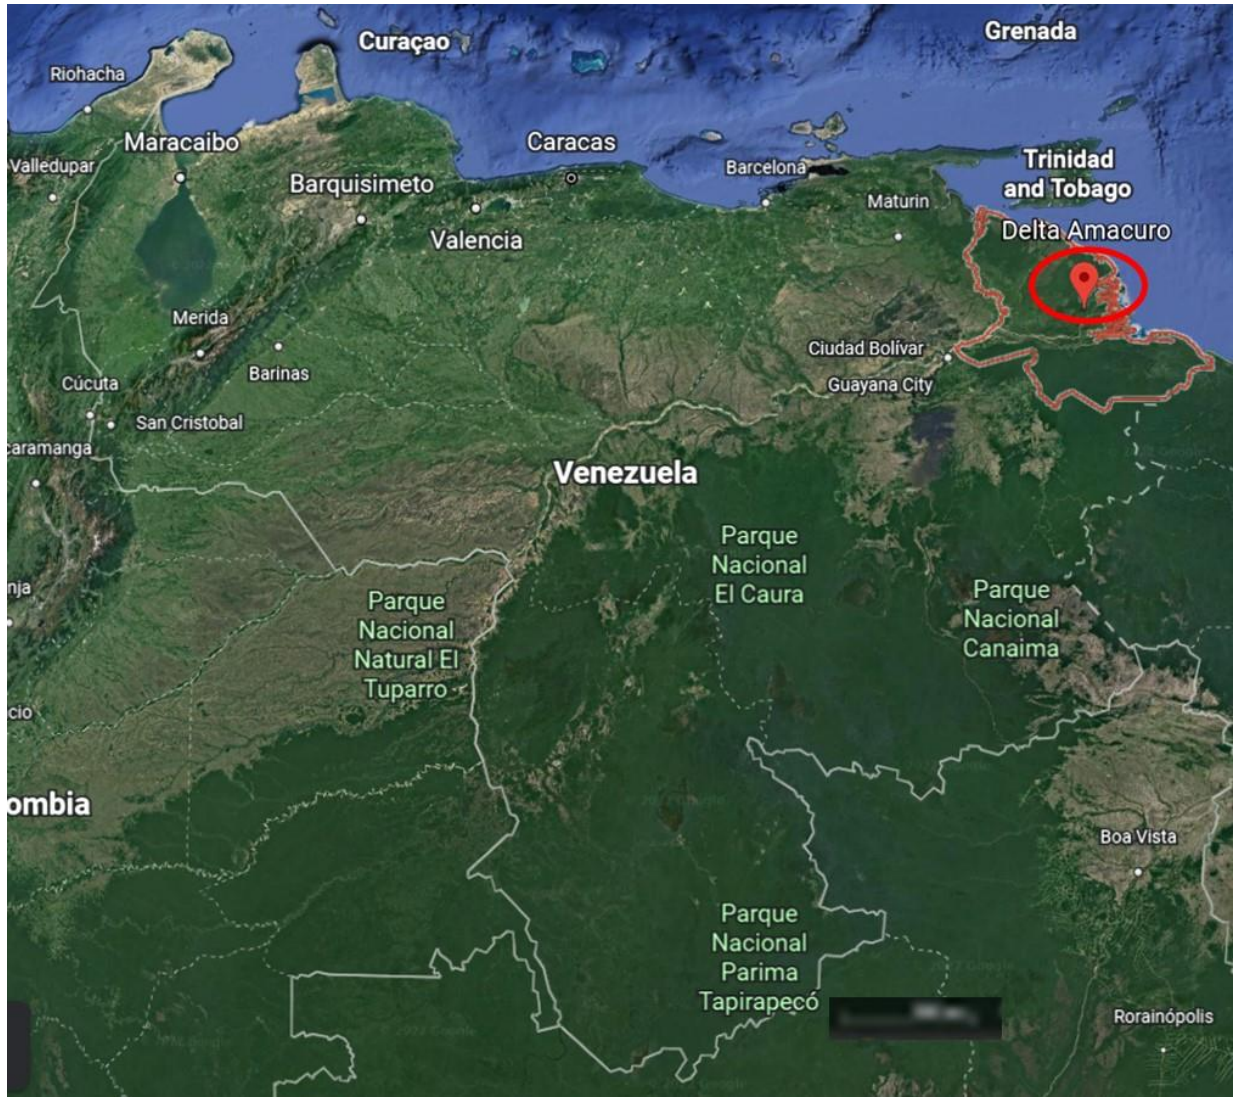 Grenada
Curaçao
Riohacha
Maracaibo
Caracas
Valledupar
Barcelona
Trinidad
and Tobago
Barquisimeto
Maturin
Valencia
Delta Amacuro
Merida
Ciudad Bolívar
Barinas
Cúcuta
Guayana City
San Cristobal
caramanga
Venezuela
Parque
Nacional
El Caura
nja
Parque
Nacional
Natural El
Tuparro
Parque
Nacional
Canaima
cio
ombia
Boa Vista
Parque
Nacional
Parima
Tapirapecó
Rorainópolis